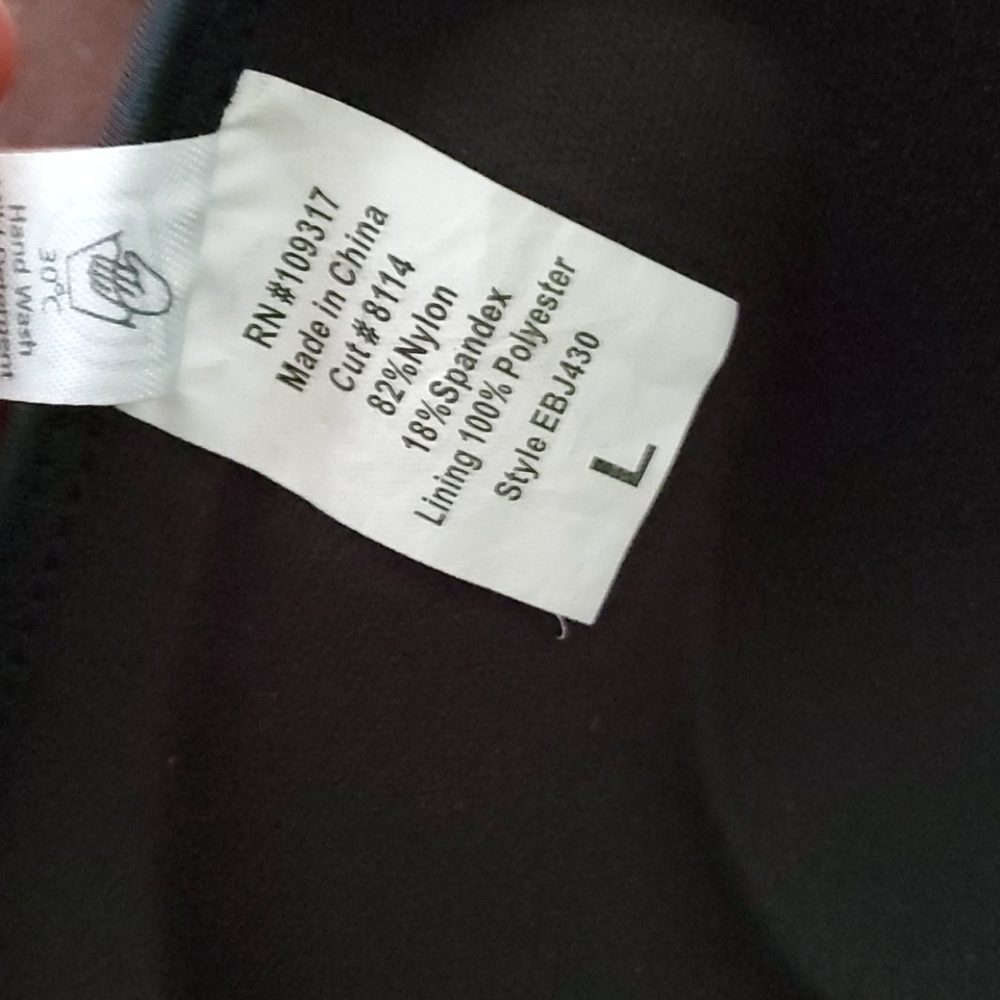 RN#109317
Made in China
Cut#8114
82%Nylon
18%Spandex
Lining 100% Polyester
Style EBJ430
L
30°C
Hand Wash